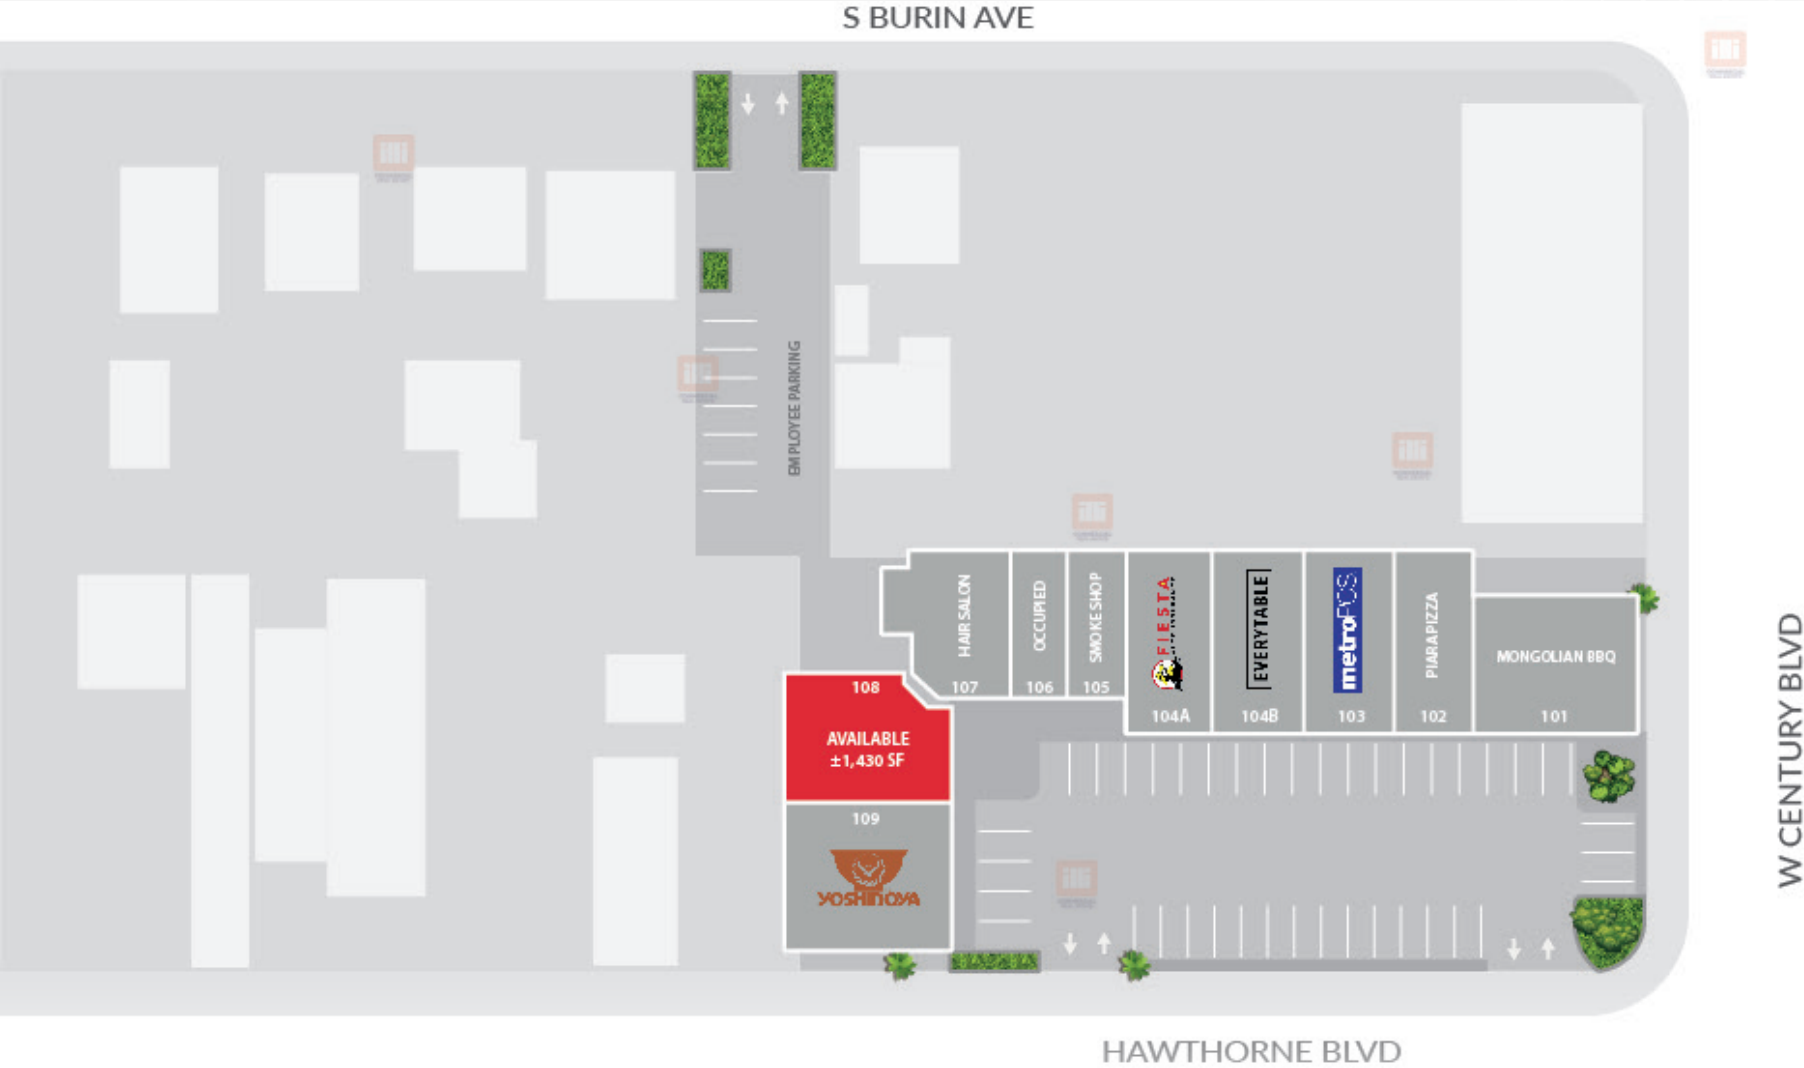 S BURIN AVE
EMPLOYEE PARKING
HAIR SALON
107
OCCUPIED
106
SMOKE SHOP
105
FIESTA
104A
EVERYTABLE
104B
metroPCS
103
PIARA PIZZA
102
MONGOLIAN BBQ
101
108
AVAILABLE
±1,430 SF
109
YOSHINOYA
W CENTURY BLVD
HAWTHORNE BLVD